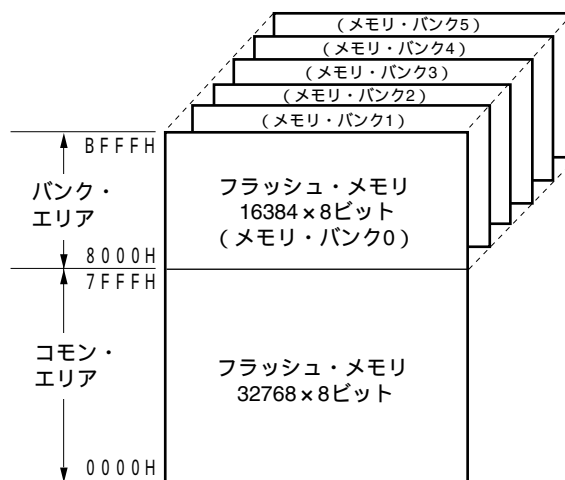 (メモリ・バンク5)
(メモリ・バンク4)
(メモリ・バンク3)
(メモリ・バンク2)
(メモリ・バンク1)
BFFFH
フラッシュ・メモリ
16384×8ビット
(メモリ・バンク0)
バンク・
エリア
8000H
7FFFH
コモン・
エリア
フラッシュ・メモリ
32768×8ビット
0000H